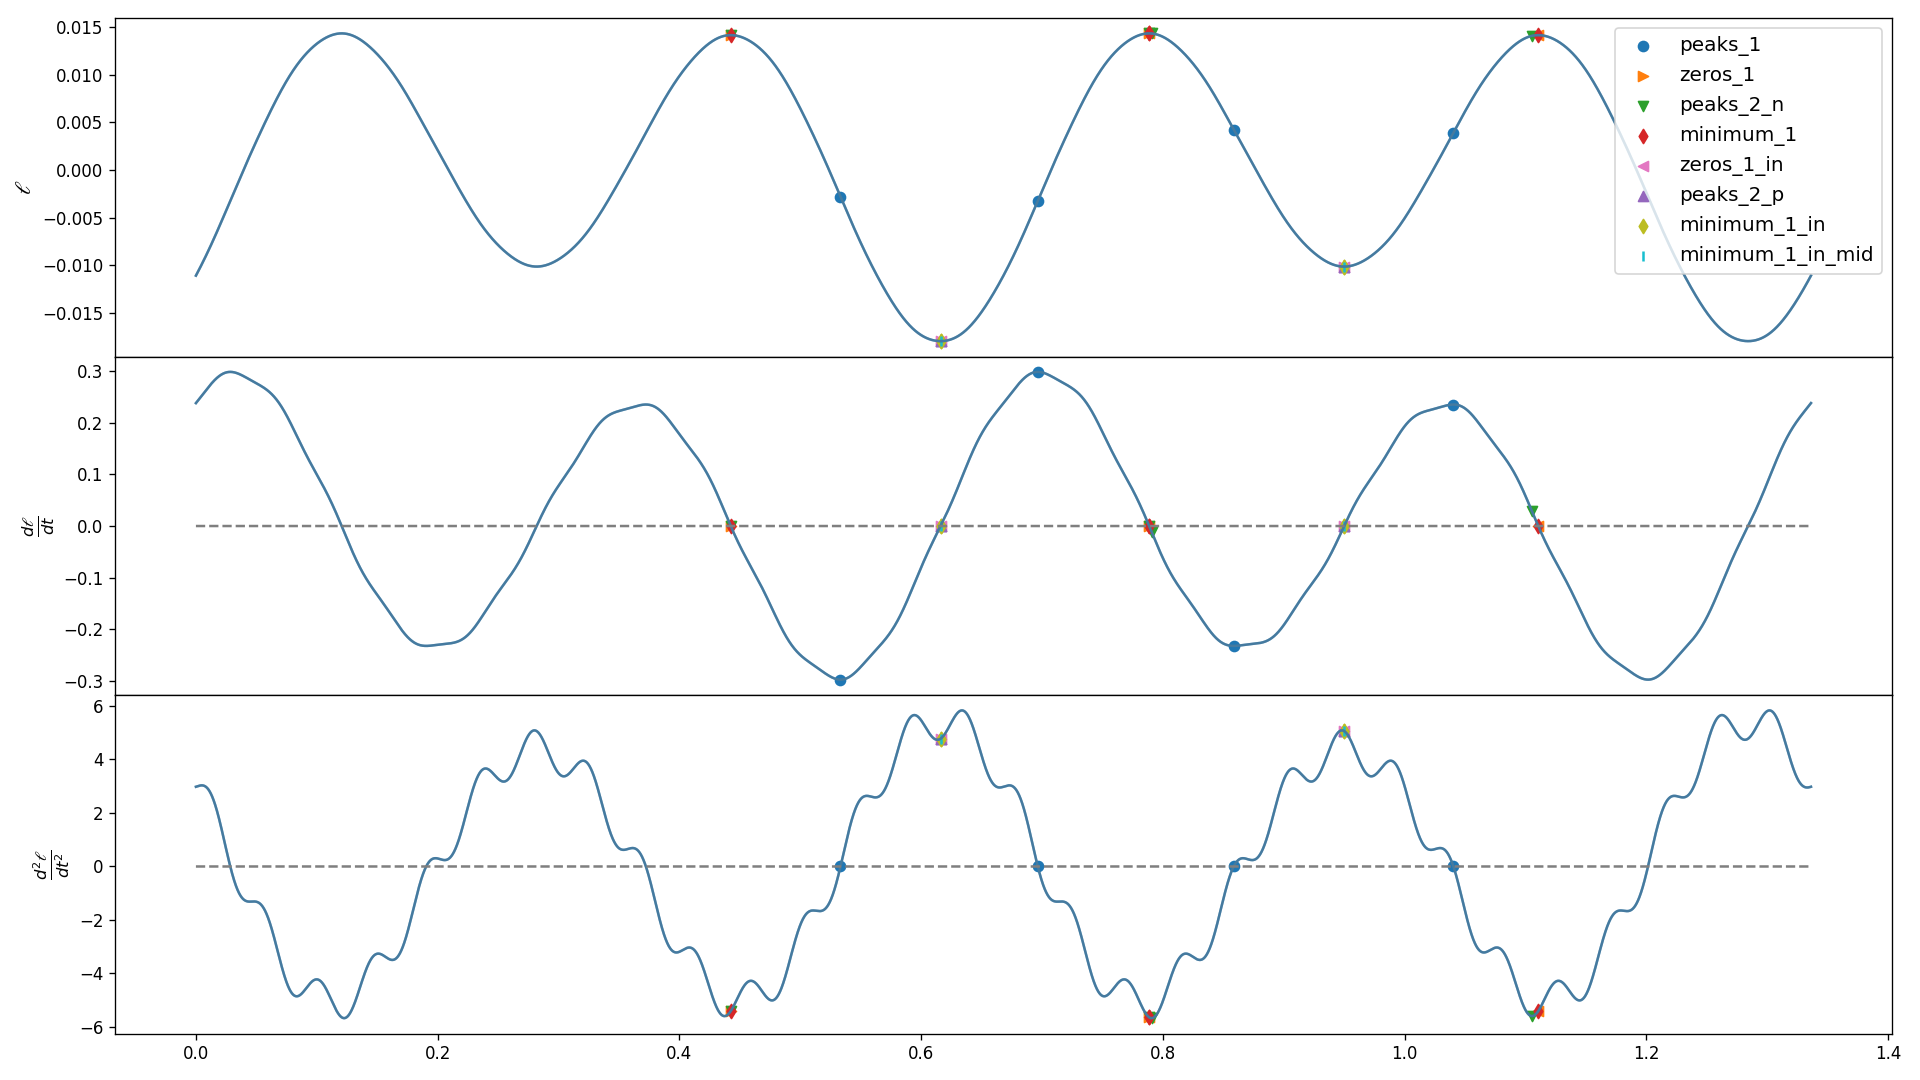 0.015
0.010
0.005
0.000
−0.005
−0.010
−0.015
ℓ
peaks_1
zeros_1
peaks_2_n
minimum_1
zeros_1_in
peaks_2_p
minimum_1_in
minimum_1_in_mid
0.3
0.2
0.1
0.0
−0.1
−0.2
−0.3
dℓ
dt
6
4
2
0
−2
−4
−6
d²ℓ
dt²
0.0 0.2 0.4 0.6 0.8 1.0 1.2 1.4